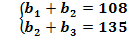 b₁ + b₂ = 108
b₂ + b₃ = 135